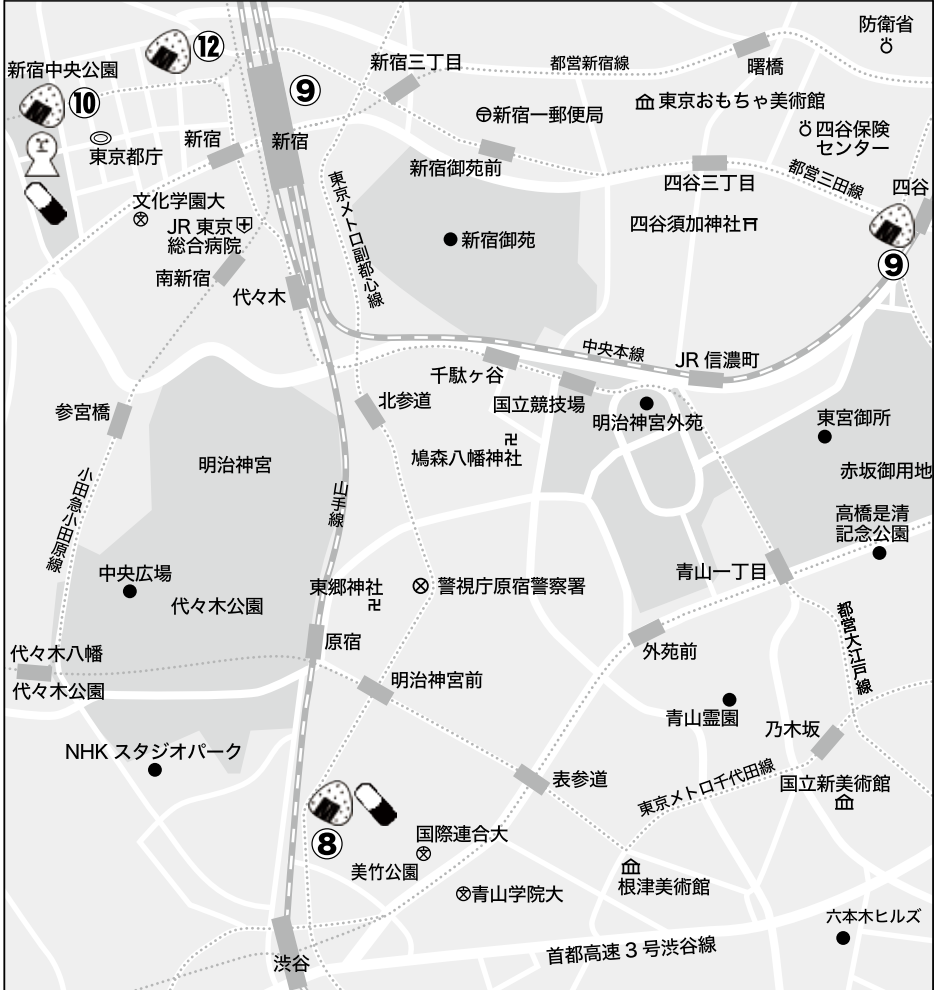 防衛省
⑫
新宿三丁目
都営新宿線
曙橋
新宿中央公園
⑩
⑨
東京おもちゃ美術館
新宿一郵便局
四谷保険
センター
東京都庁
新宿
新宿
新宿御苑前
四谷三丁目
都営三田線
四谷
文化学園大
JR 東京
総合病院
東京メトロ副都心線
新宿御苑
四谷須加神社
⑨
南新宿
代々木
中央本線
JR 信濃町
千駄ヶ谷
国立競技場
明治神宮外苑
参宮橋
北参道
東宮御所
鳩森八幡神社
明治神宮
赤坂御用地
小田急小田原線
山手線
高橋是清
記念公園
中央広場
代々木公園
東郷神社
警視庁原宿警察署
青山一丁目
都営大江戸線
原宿
外苑前
代々木八幡
代々木公園
明治神宮前
青山霊園
乃木坂
NHK スタジオパーク
表参道
東京メトロ千代田線
国立新美術館
⑧
国際連合大
美竹公園
青山学院大
根津美術館
六本木ヒルズ
首都高速３号渋谷線
渋谷